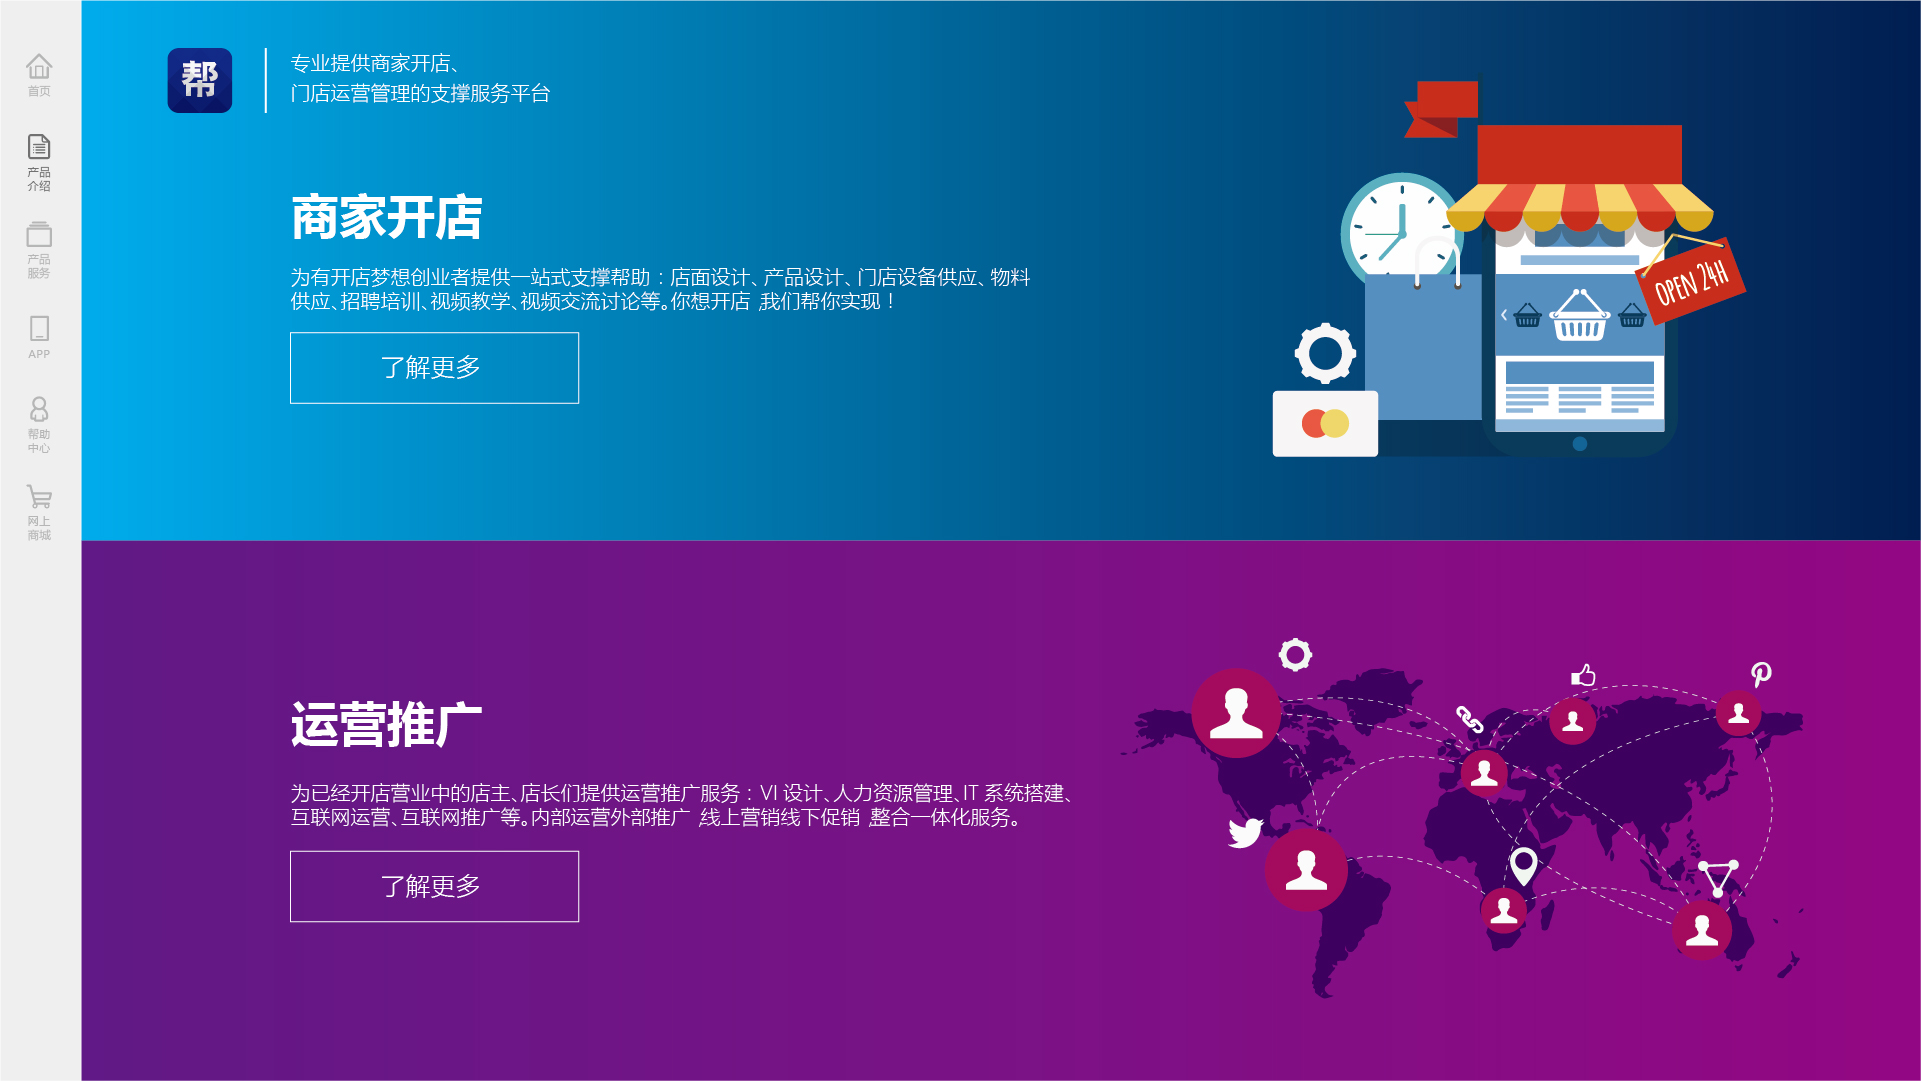 首页
产品
介绍
产品
服务
APP
帮助
中心
网上
商城
帮
专业提供商家开店、
门店运营管理的支撑服务平台
商家开店
为有开店梦想创业者提供一站式支撑帮助：店面设计、产品设计、门店设备供应、物料
供应、招聘培训、视频教学、视频交流讨论等。你想开店，我们帮你实现！
了解更多
OPEN 24H
运营推广
为已经开店营业中的店主、店长们提供运营推广服务：VI 设计、人力资源管理、IT 系统搭建、
互联网运营、互联网推广等。内部运营外部推广，线上营销线下促销，整合一体化服务。
了解更多